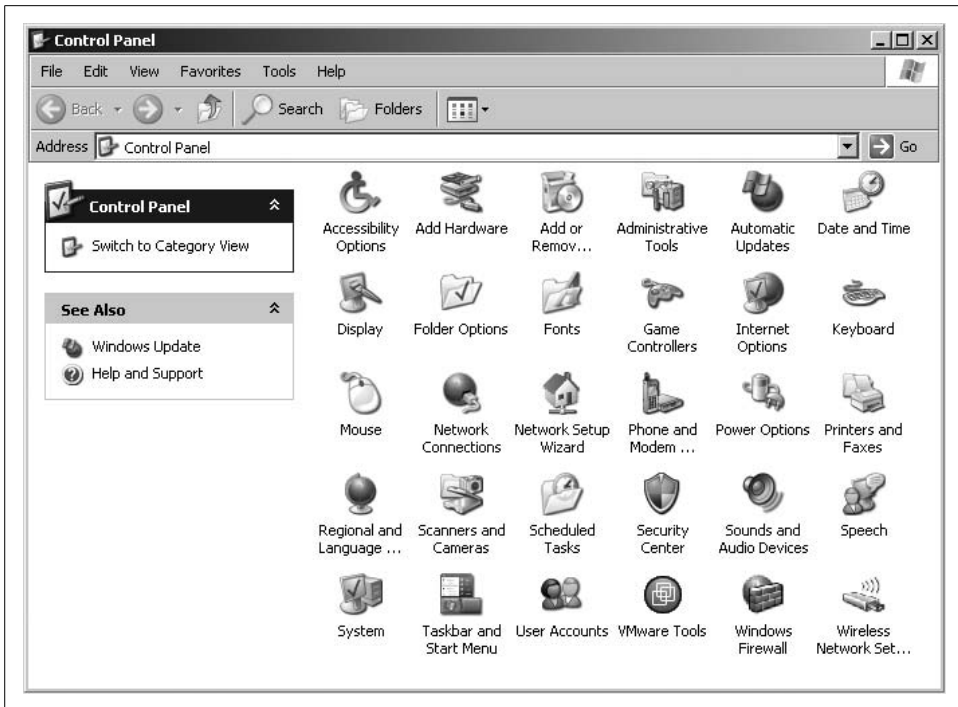 Control Panel
File Edit View Favorites Tools Help
Back Search Folders
Address Control Panel Go
Control Panel
Switch to Category View
See Also
Windows Update
Help and Support
Accessibility Options
Add Hardware
Add or Remov...
Administrative Tools
Automatic Updates
Date and Time
Display
Folder Options
Fonts
Game Controllers
Internet Options
Keyboard
Mouse
Network Connections
Network Setup Wizard
Phone and Modem ...
Power Options
Printers and Faxes
Regional and Language ...
Scanners and Cameras
Scheduled Tasks
Security Center
Sounds and Audio Devices
Speech
System
Taskbar and Start Menu
User Accounts
VMware Tools
Windows Firewall
Wireless Network Set...